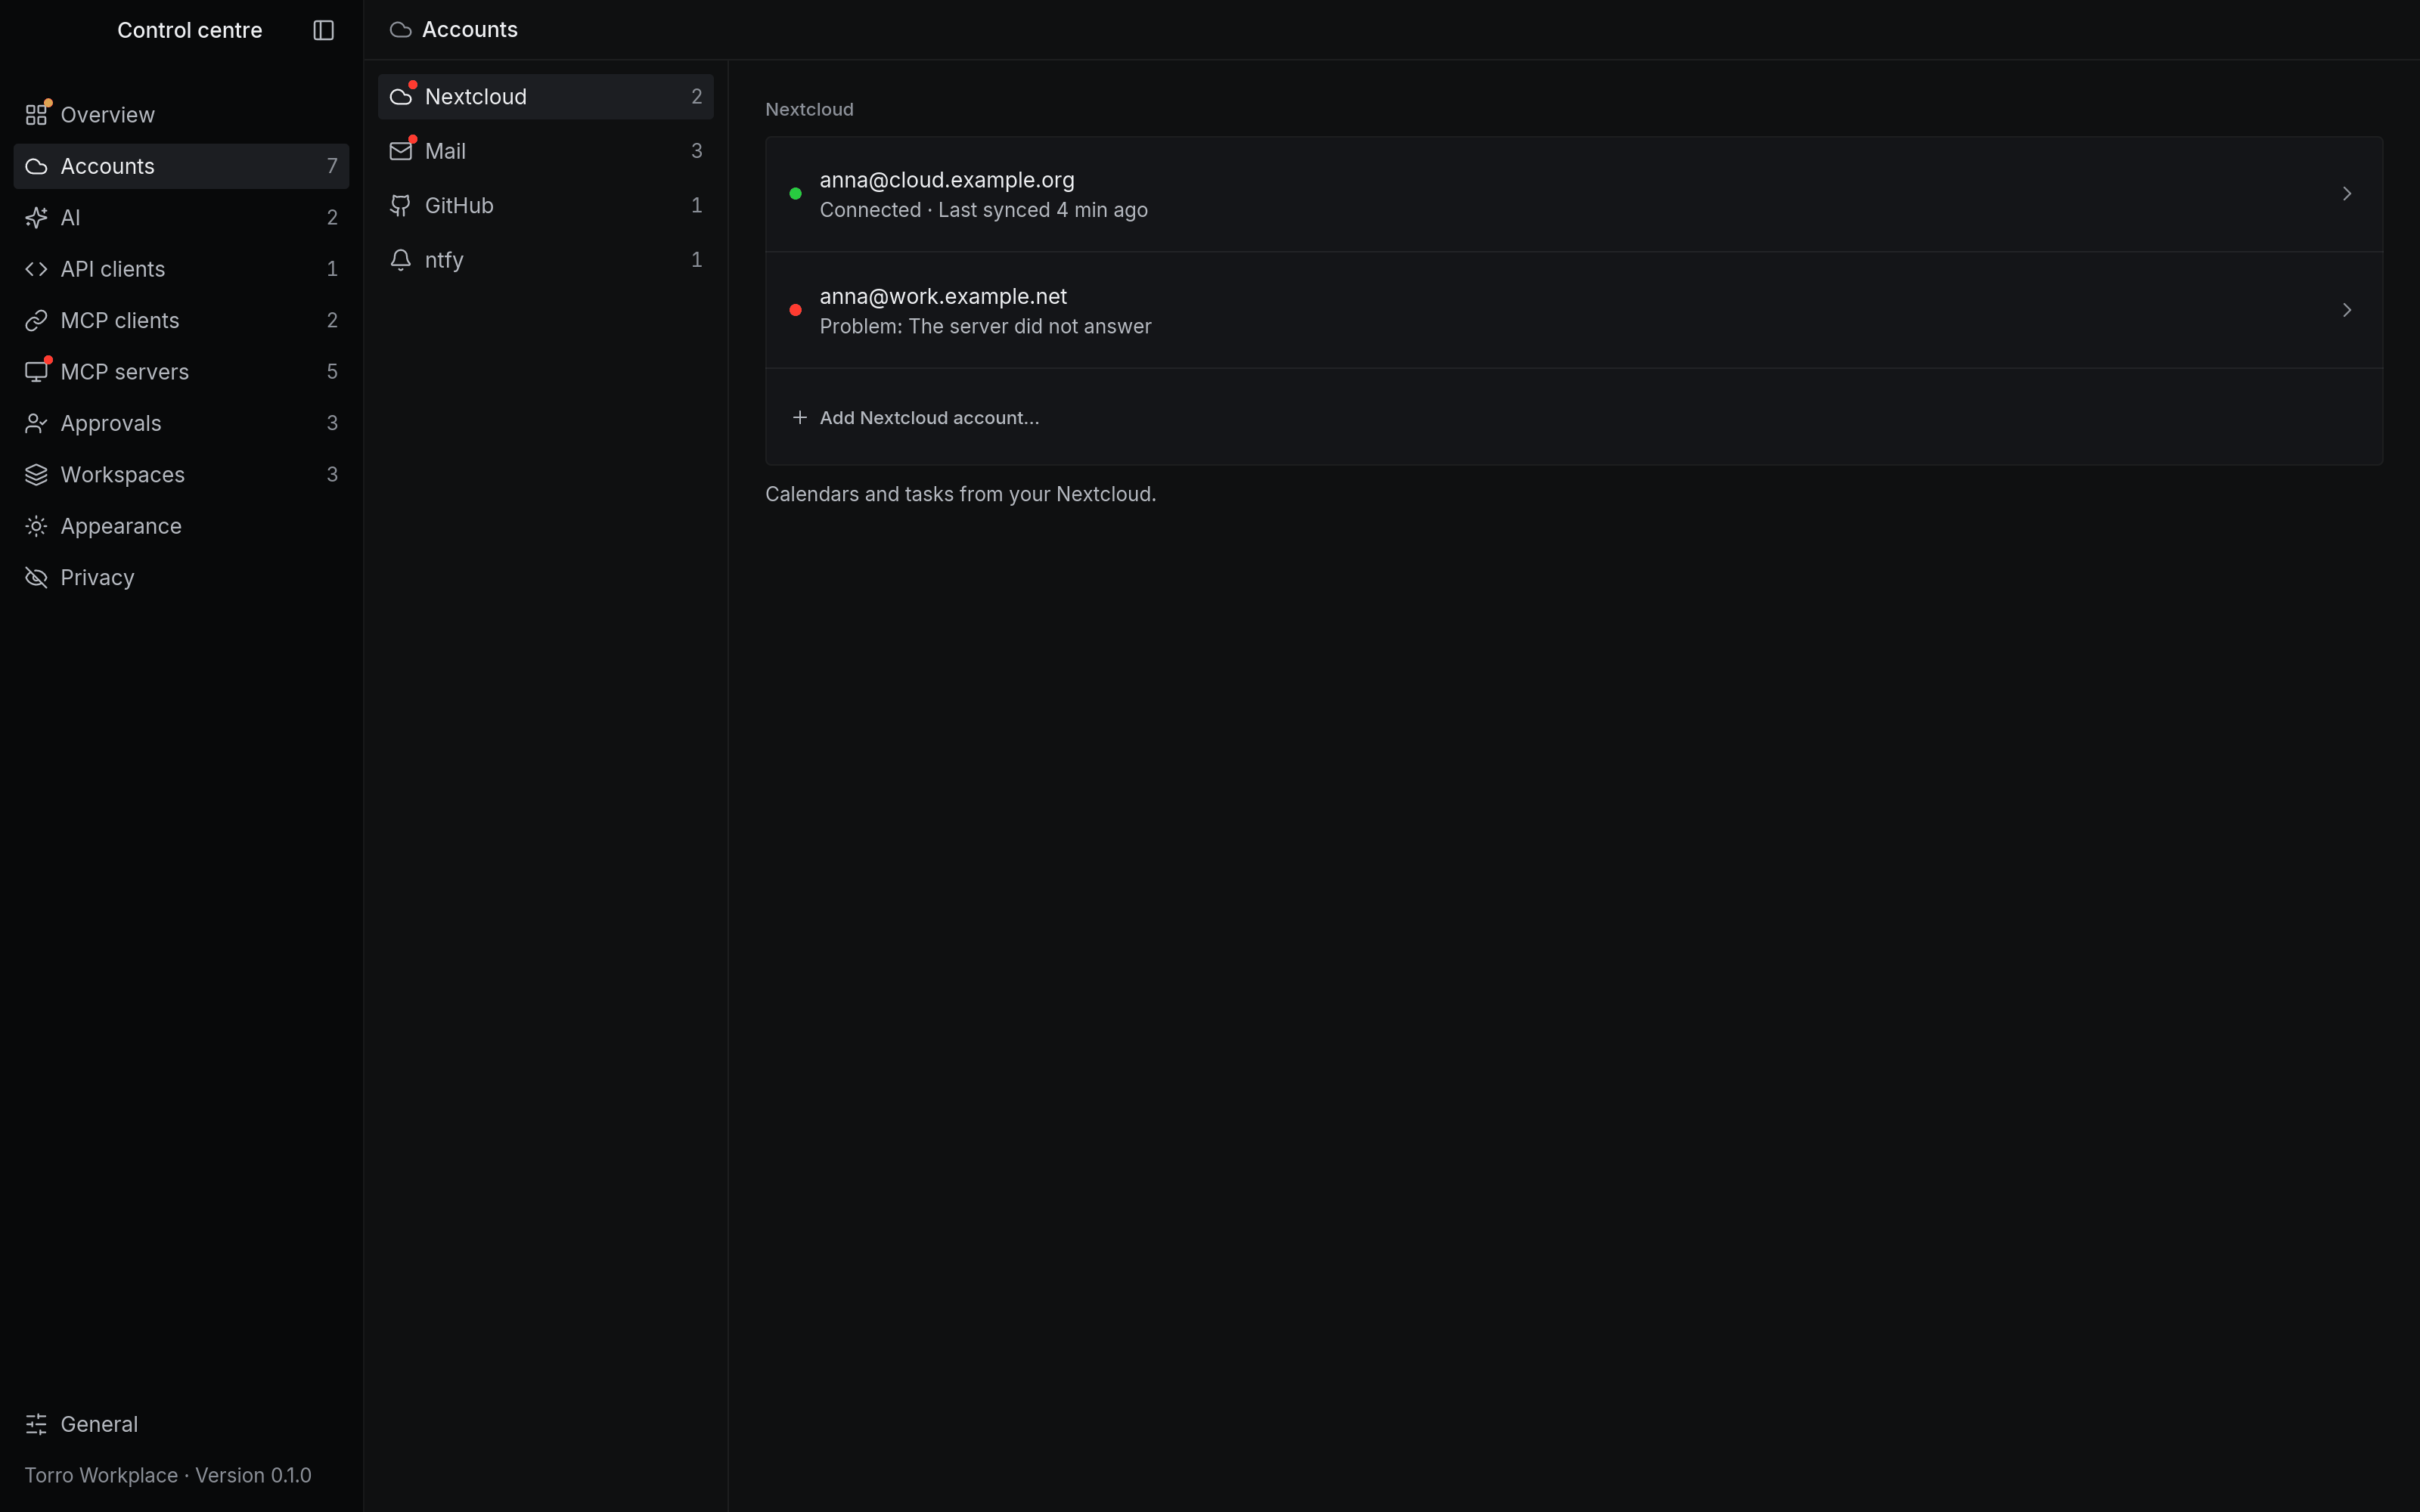 Control centre
Overview
Accounts 7
AI 2
API clients 1
MCP clients 2
MCP servers 5
Approvals 3
Workspaces 3
Appearance
Privacy
General
Torro Workplace · Version 0.1.0
Accounts
Nextcloud 2
Mail 3
GitHub 1
ntfy 1
Nextcloud
anna@cloud.example.org
Connected · Last synced 4 min ago
anna@work.example.net
Problem: The server did not answer
Add Nextcloud account...
Calendars and tasks from your Nextcloud.